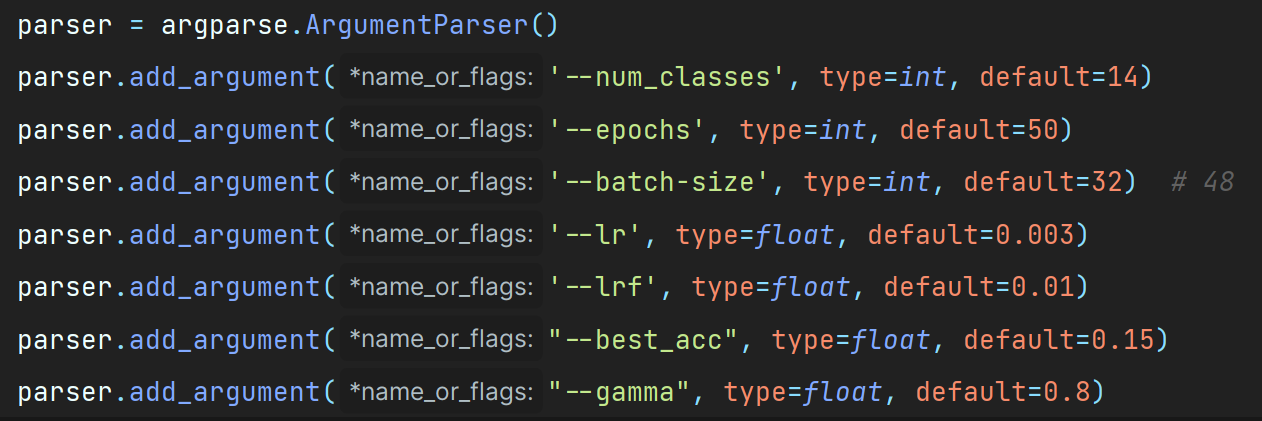 parser = argparse.ArgumentParser()
parser.add_argument( *name_or_flags: '--num_classes', type=int, default=14)
parser.add_argument( *name_or_flags: '--epochs', type=int, default=50)
parser.add_argument( *name_or_flags: '--batch-size', type=int, default=32)  # 48
parser.add_argument( *name_or_flags: '--lr', type=float, default=0.003)
parser.add_argument( *name_or_flags: '--lrf', type=float, default=0.01)
parser.add_argument( *name_or_flags: "--best_acc", type=float, default=0.15)
parser.add_argument( *name_or_flags: "--gamma", type=float, default=0.8)